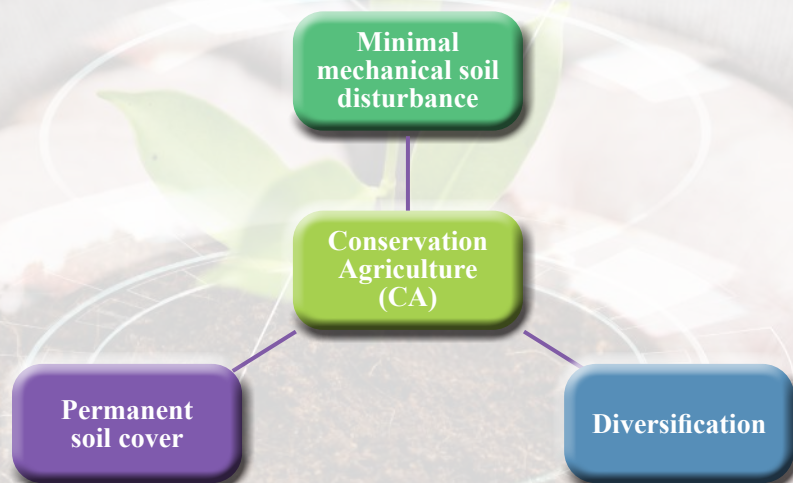 Minimal
mechanical soil
disturbance
Conservation
Agriculture
(CA)
Permanent
soil cover
Diversification